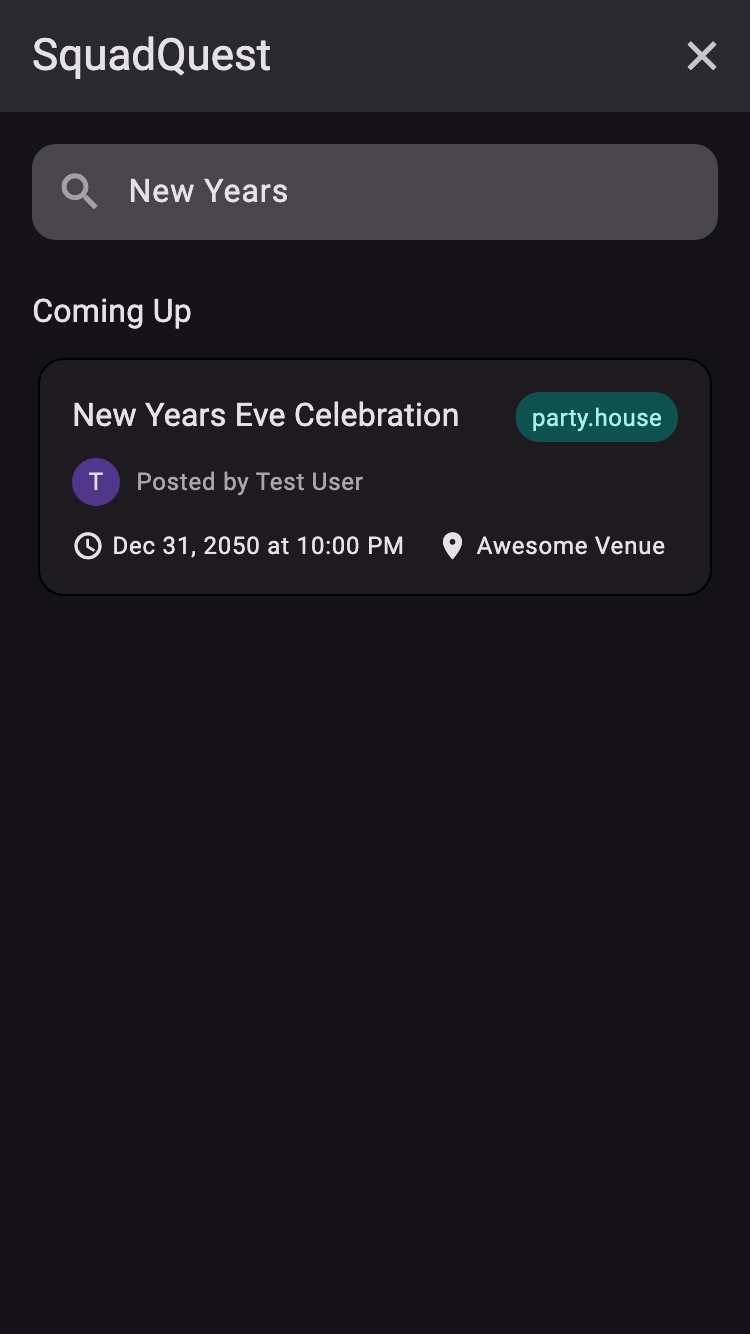 SquadQuest
New Years
Coming Up
New Years Eve Celebration
party.house
T
Posted by Test User
Dec 31, 2050 at 10:00 PM
Awesome Venue